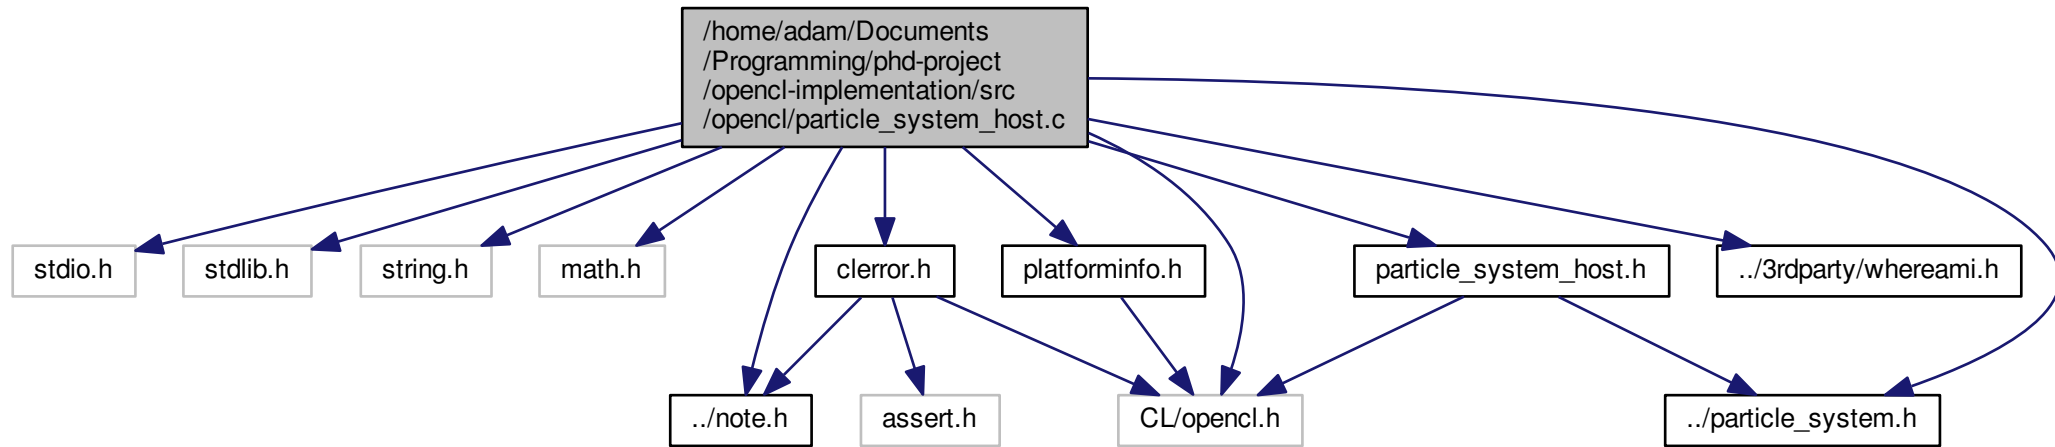 /home/adam/Documents
/Programming/phd-project
/opencl-implementation/src
/opencl/particle_system_host.c
stdio.h
stdlib.h
string.h
math.h
clerror.h
platforminfo.h
particle_system_host.h
../3rdparty/whereami.h
../note.h
assert.h
CL/opencl.h
../particle_system.h